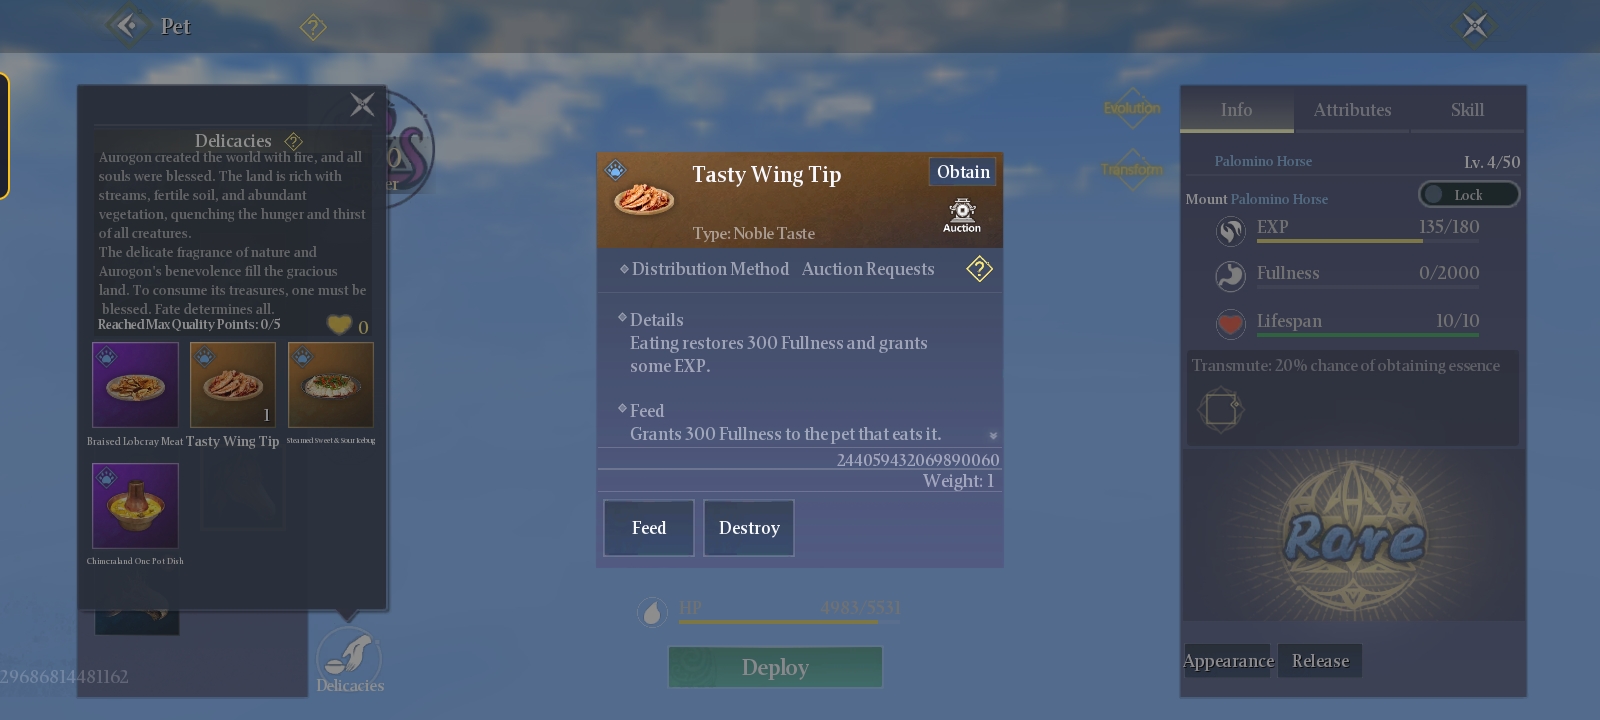 Pet
Delicacies
Aurogon created the world with fire, and all
souls were blessed. The land is rich with
streams, fertile soil, and abundant
vegetation, quenching the hunger and thirst
of all creatures.
The delicate fragrance of nature and
Aurogon's benevolence fill the gracious
land. To consume its treasures, one must be
blessed. Fate determines all.
Reached Max Quality Points: 0/5
0
1
Braised Lobcray Meat
Tasty Wing Tip
Steamed Sweet & Sour Icebug
Chimeraland One Pot Dish
Delicacies
29686814481162
Tasty Wing Tip
Obtain
Type: Noble Taste
Auction
Distribution Method Auction Requests
Details
Eating restores 300 Fullness and grants
some EXP.
Feed
Grants 300 Fullness to the pet that eats it.
244059432069890060
Weight: 1
Feed
Destroy
HP 4983/5531
Deploy
Evolution
Transform
Info
Attributes
Skill
Palomino Horse
Lv. 4/50
Mount Palomino Horse
Lock
EXP 135/180
Fullness 0/2000
Lifespan 10/10
Transmute: 20% chance of obtaining essence
Rare
Appearance
Release